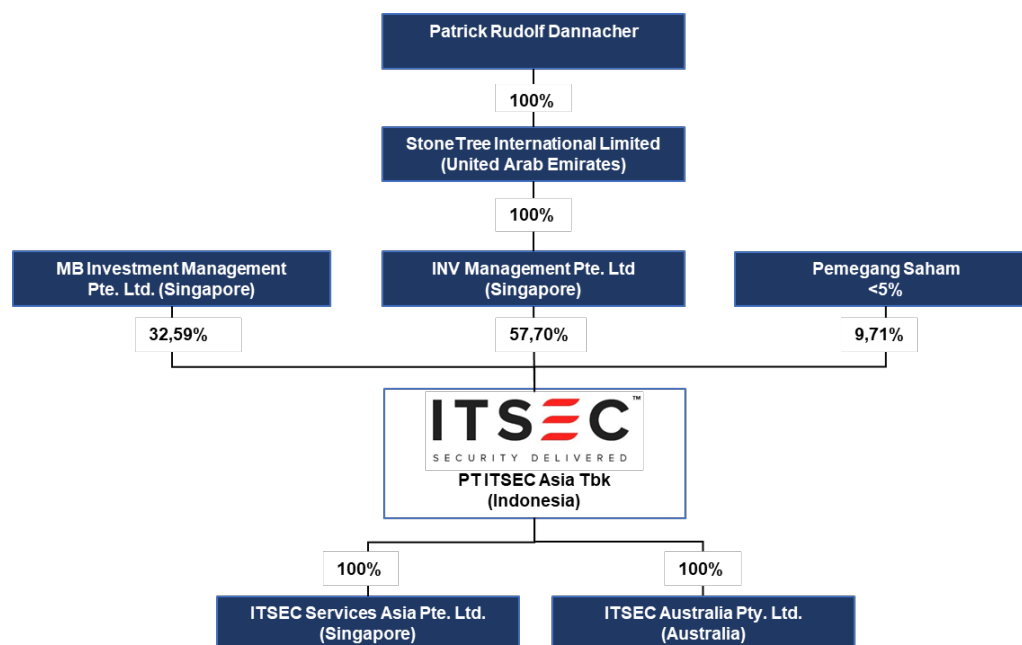 Patrick Rudolf Dannacher
100%
StoneTree International Limited
(United Arab Emirates)
100%
MB Investment Management
Pte. Ltd. (Singapore)
INV Management Pte. Ltd
(Singapore)
Pemegang Saham
<5%
32,59%
57,70%
9,71%
ITSEC™
SECURITY DELIVERED
PT ITSEC Asia Tbk
(Indonesia)
100%
100%
ITSEC Services Asia Pte. Ltd.
(Singapore)
ITSEC Australia Pty. Ltd.
(Australia)